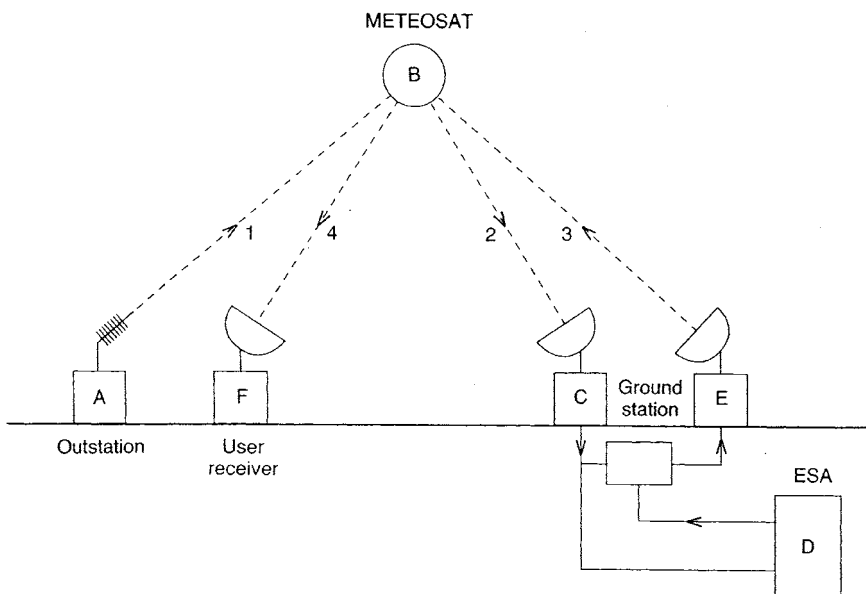 METEOSAT
B
1
4
2
3
A
F
C
Ground
station
E
Outstation
User
receiver
ESA
D